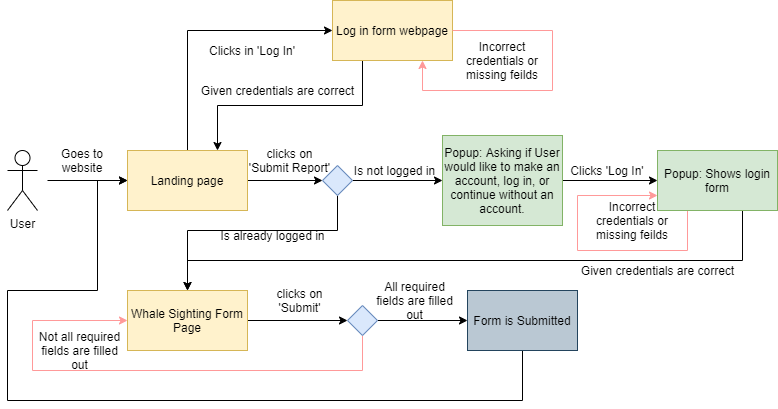 Log in form webpage
Clicks in 'Log In'
Incorrect
credentials or
missing feilds
Given credentials are correct
Goes to
website
User
Landing page
clicks on
'Submit Report'
Is not logged in
Popup: Asking if User
would like to make an
account, log in, or
continue without an
account.
Clicks 'Log In'
Popup: Shows login
form
Incorrect
credentials or
missing feilds
Is already logged in
Given credentials are correct
Whale Sighting Form
Page
clicks on
'Submit'
All required
fields are filled
out
Form is Submitted
Not all required
fields are filled
out